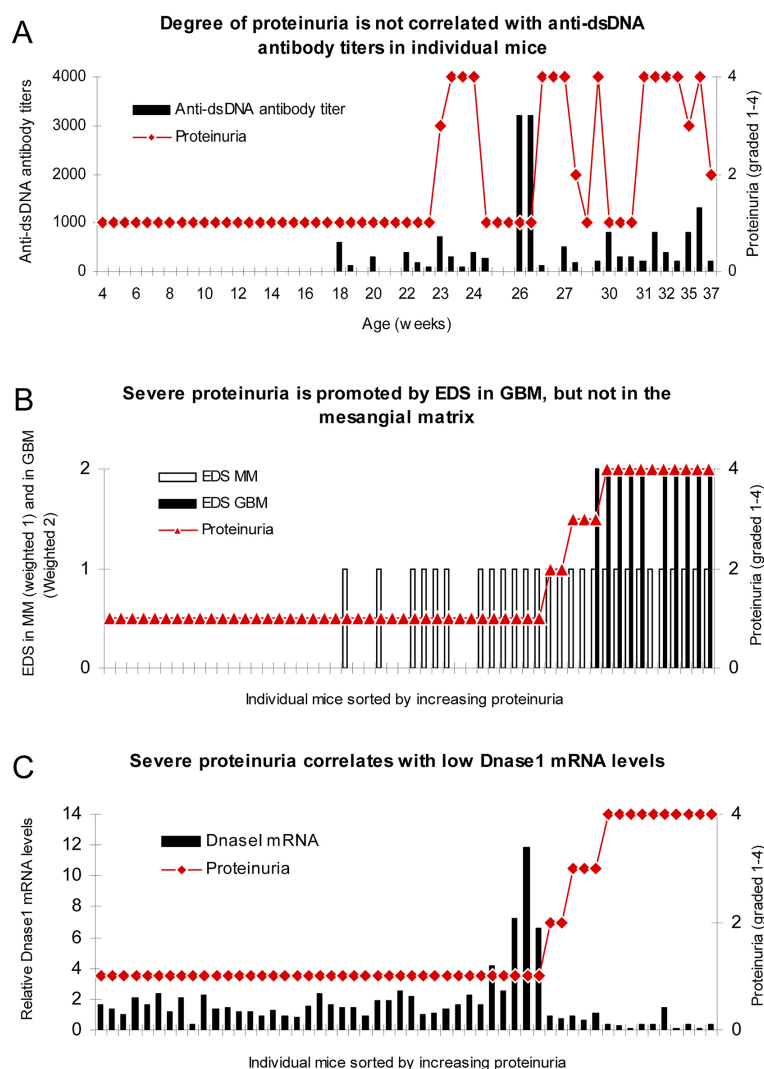 A
Degree of proteinuria is not correlated with anti-dsDNA
antibody titers in individual mice
Anti-dsDNA antibody titers
4000
3000
2000
1000
0
Anti-dsDNA antibody titer
Proteinuria
4
2
0
Proteinuria (graded 1-4)
4 6 8 10 12 14 16 18 20 22 23 24 26 27 30 31 32 35 37
Age (weeks)
B
Severe proteinuria is promoted by EDS in GBM, but not in the
mesangial matrix
EDS in MM (weighted 1) and in GBM
(Weighted 2)
2
1
0
EDS MM
EDS GBM
Proteinuria
4
2
0
Proteinuria (graded 1-4)
Individual mice sorted by increasing proteinuria
C
Severe proteinuria correlates with low Dnase1 mRNA levels
Relative Dnase1 mRNA levels
14
12
10
8
6
4
2
0
DnaseI mRNA
Proteinuria
4
2
0
Proteinuria (graded 1-4)
Individual mice sorted by increasing proteinuria